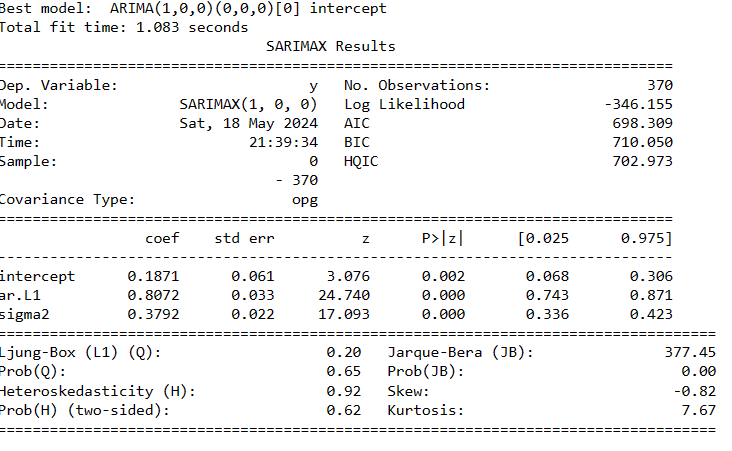 Best model:  ARIMA(1,0,0)(0,0,0)[0] intercept
Total fit time: 1.083 seconds
SARIMAX Results
==============================================================================
Dep. Variable:                      y   No. Observations:                  370
Model:               SARIMAX(1, 0, 0)   Log Likelihood                -346.155
Date:                Sat, 18 May 2024   AIC                            698.309
Time:                        21:39:34   BIC                            710.050
Sample:                             0   HQIC                           702.973
- 370
Covariance Type:                  opg
==============================================================================
coef    std err          z      P>|z|      [0.025      0.975]
------------------------------------------------------------------------------
intercept      0.1871      0.061      3.076      0.002       0.068       0.306
ar.L1          0.8072      0.033     24.740      0.000       0.743       0.871
sigma2         0.3792      0.022     17.093      0.000       0.336       0.423
===================================================================================
Ljung-Box (L1) (Q):                   0.20   Jarque-Bera (JB):               377.45
Prob(Q):                              0.65   Prob(JB):                         0.00
Heteroskedasticity (H):               0.92   Skew:                            -0.82
Prob(H) (two-sided):                  0.62   Kurtosis:                         7.67
===================================================================================